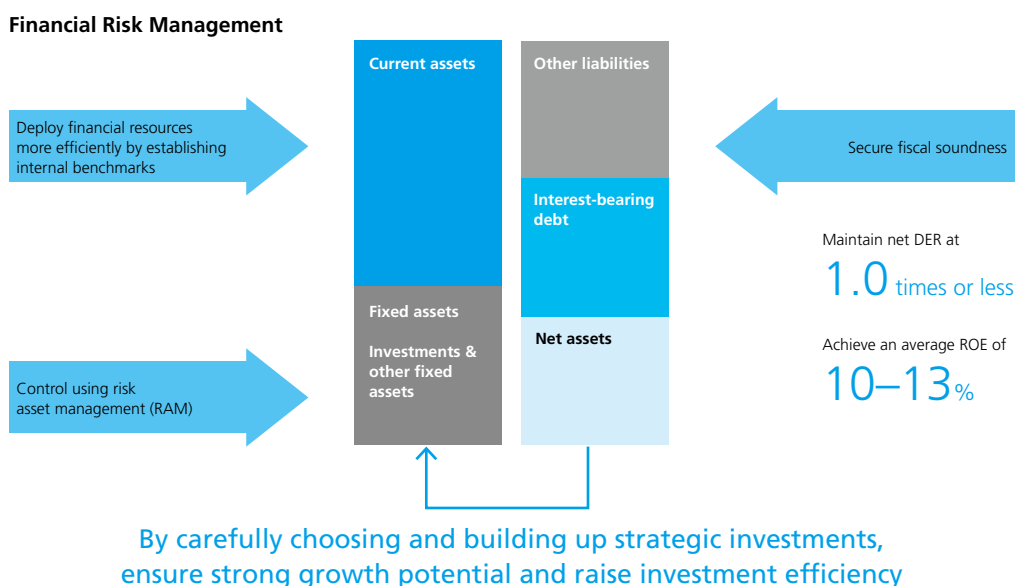 Financial Risk Management
Current assets
Other liabilities
Deploy financial resources
more efficiently by establishing
internal benchmarks
Secure fiscal soundness
Interest-bearing
debt
Maintain net DER at
1.0 times or less
Fixed assets
Investments &
other fixed
assets
Net assets
Achieve an average ROE of
10–13%
Control using risk
asset management (RAM)
By carefully choosing and building up strategic investments,
ensure strong growth potential and raise investment efficiency